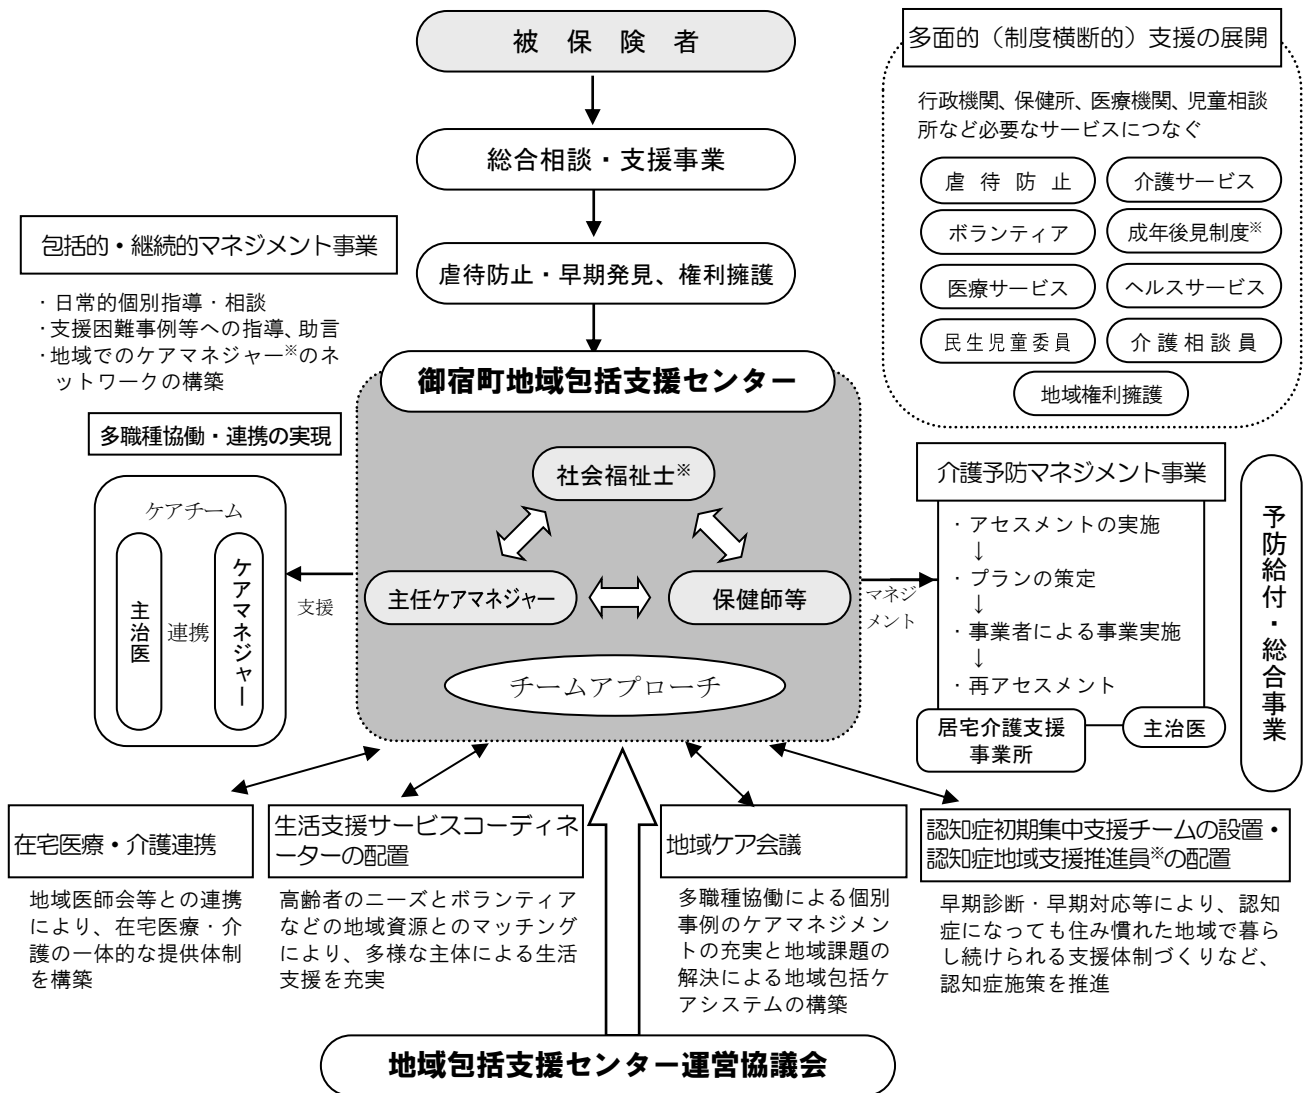 被　保　険　者
総合相談・支援事業
虐待防止・早期発見、権利擁護
多面的（制度横断的）支援の展開
行政機関、保健所、医療機関、児童相談
所など必要なサービスにつなぐ
虐待防止
介護サービス
ボランティア
成年後見制度※
医療サービス
ヘルスサービス
民生児童委員
介護相談員
地域権利擁護
包括的・継続的マネジメント事業
・日常的個別指導・相談
・支援困難事例等への指導、助言
・地域でのケアマネジャー※のネ
ットワークの構築
多職種協働・連携の実現
ケアチーム
主治医
連携
ケアマネジャー
支援
御宿町地域包括支援センター
社会福祉士※
主任ケアマネジャー
保健師等
チームアプローチ
マネジ
メント
介護予防マネジメント事業
・アセスメントの実施
↓
・プランの策定
↓
・事業者による事業実施
↓
・再アセスメント
居宅介護支援
事業所
主治医
予防給付・総合事業
在宅医療・介護連携
地域医師会等との連携
により、在宅医療・介
護の一体的な提供体制
を構築
生活支援サービスコーディネ
ーターの配置
高齢者のニーズとボランティア
などの地域資源とのマッチング
により、多様な主体による生活
支援を充実
地域ケア会議
多職種協働による個別
事例のケアマネジメン
トの充実と地域課題の
解決による地域包括ケ
アシステムの構築
認知症初期集中支援チームの設置・
認知症地域支援推進員※の配置
早期診断・早期対応等により、認知
症になっても住み慣れた地域で暮ら
し続けられる支援体制づくりなど、
認知症施策を推進
地域包括支援センター運営協議会